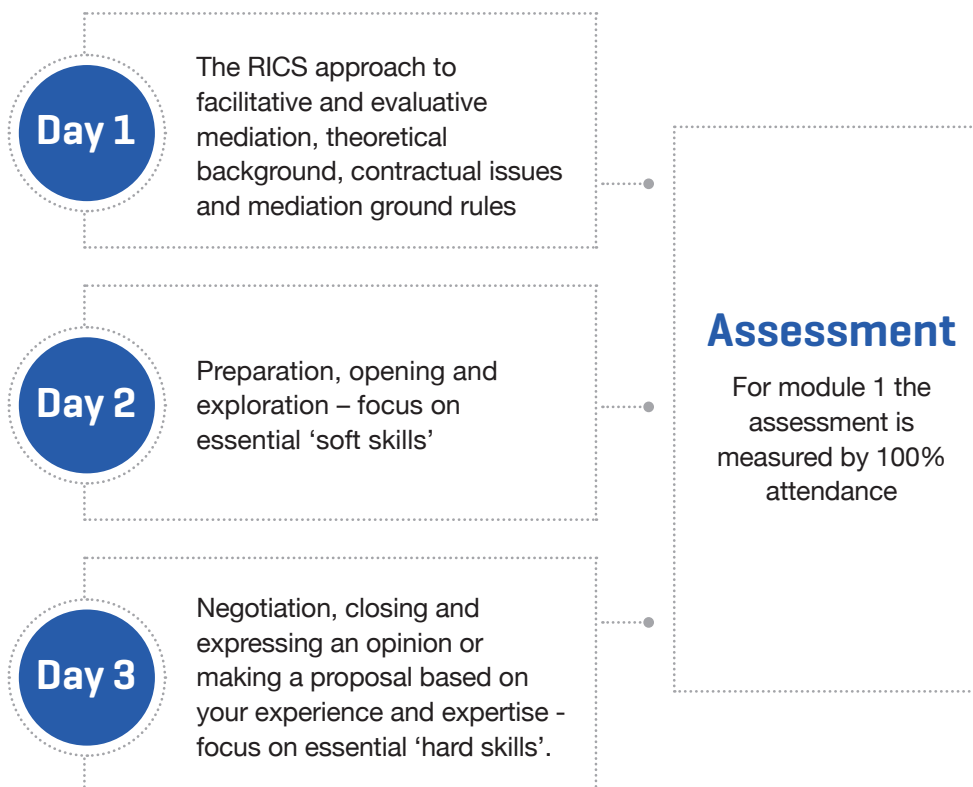 Day 1
The RICS approach to
facilitative and evaluative
mediation, theoretical
background, contractual issues
and mediation ground rules
Day 2
Preparation, opening and
exploration – focus on
essential ‘soft skills’
Day 3
Negotiation, closing and
expressing an opinion or
making a proposal based on
your experience and expertise -
focus on essential ‘hard skills’.
Assessment
For module 1 the
assessment is
measured by 100%
attendance